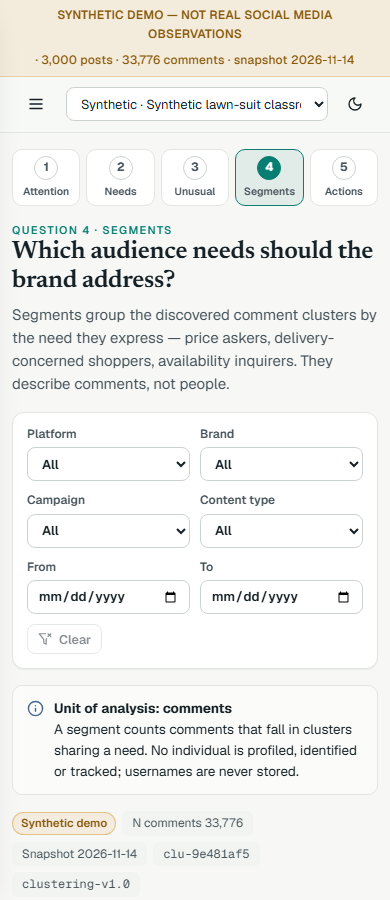 SYNTHETIC DEMO — NOT REAL SOCIAL MEDIA
OBSERVATIONS
· 3,000 posts · 33,776 comments · snapshot 2026-11-14
Synthetic · Synthetic lawn-suit classr
1
Attention
2
Needs
3
Unusual
4
Segments
5
Actions
QUESTION 4 · SEGMENTS
Which audience needs should the
brand address?
Segments group the discovered comment clusters by
the need they express — price askers, delivery-
concerned shoppers, availability inquirers. They
describe comments, not people.
Platform
Brand
All
All
Campaign
Content type
All
All
From
To
mm/dd/yyyy
mm/dd/yyyy
Clear
Unit of analysis: comments
A segment counts comments that fall in clusters
sharing a need. No individual is profiled, identified
or tracked; usernames are never stored.
Synthetic demo
N comments 33,776
Snapshot 2026-11-14
clu-9e481af5
clustering-v1.0